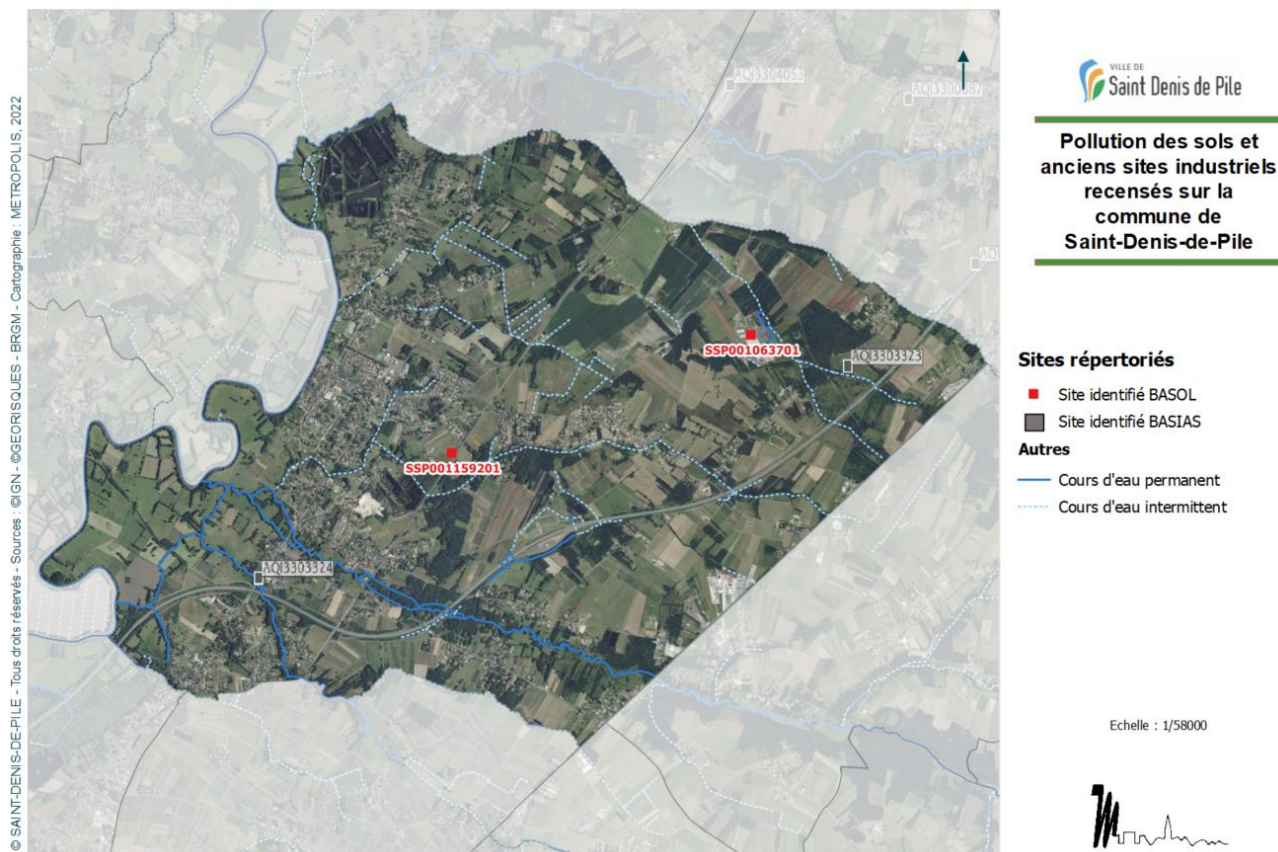 © SAINT-DENIS-DE-PILE - Tous droits réservés - Sources : ©IGN - ©GEORISQUES - BRGM - Cartographie : METROPOLIS, 2022
AQI3304053
SSP001063701
AQI3303323
SSP001159201
AQI3303324
VILLE DE
Saint Denis de Pile
Pollution des sols et
anciens sites industriels
recensés sur la
commune de
Saint-Denis-de-Pile
Sites répertoriés
Site identifié BASOL
Site identifié BASIAS
Autres
Cours d'eau permanent
Cours d'eau intermittent
Echelle : 1/58000